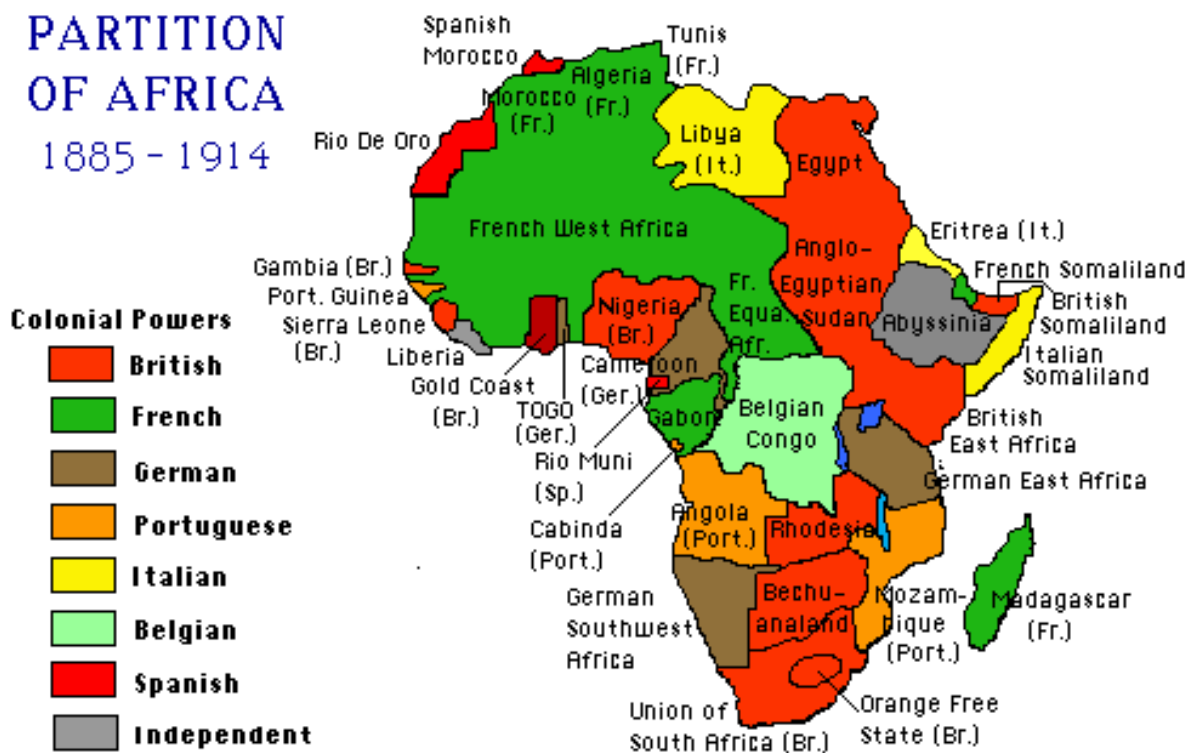 PARTITION
OF AFRICA
1885 - 1914
Spanish
Morocco
Tunis
(Fr.)
Algeria
(Fr.)
Morocco
(Fr.)
Rio De Oro
Libya
(It.)
Egypt
French West Africa
Anglo-
Egyptian
Sudan
Eritrea (It.)
French Somaliland
British
Somaliland
Italian
Somaliland
Abyssinia
Gambia (Br.)
Port. Guinea
Sierra Leone
(Br.)
Liberia
Gold Coast
(Br.)
TOGO
(Ger.)
Nigeria
(Br.)
Fr.
Equa.
Afr.
Cameroon
(Ger.)
Gabon
Rio Muni
(Sp.)
Cabinda
(Port.)
Belgian
Congo
British
East Africa
German East Africa
Angola
(Port.)
Rhodesia
German
Southwest
Africa
Bechu-
analand
Mozam-
bique
(Port.)
Madagascar
(Fr.)
Union of
South Africa (Br.)
Orange Free
State (Br.)
Colonial Powers
British
French
German
Portuguese
Italian
Belgian
Spanish
Independent